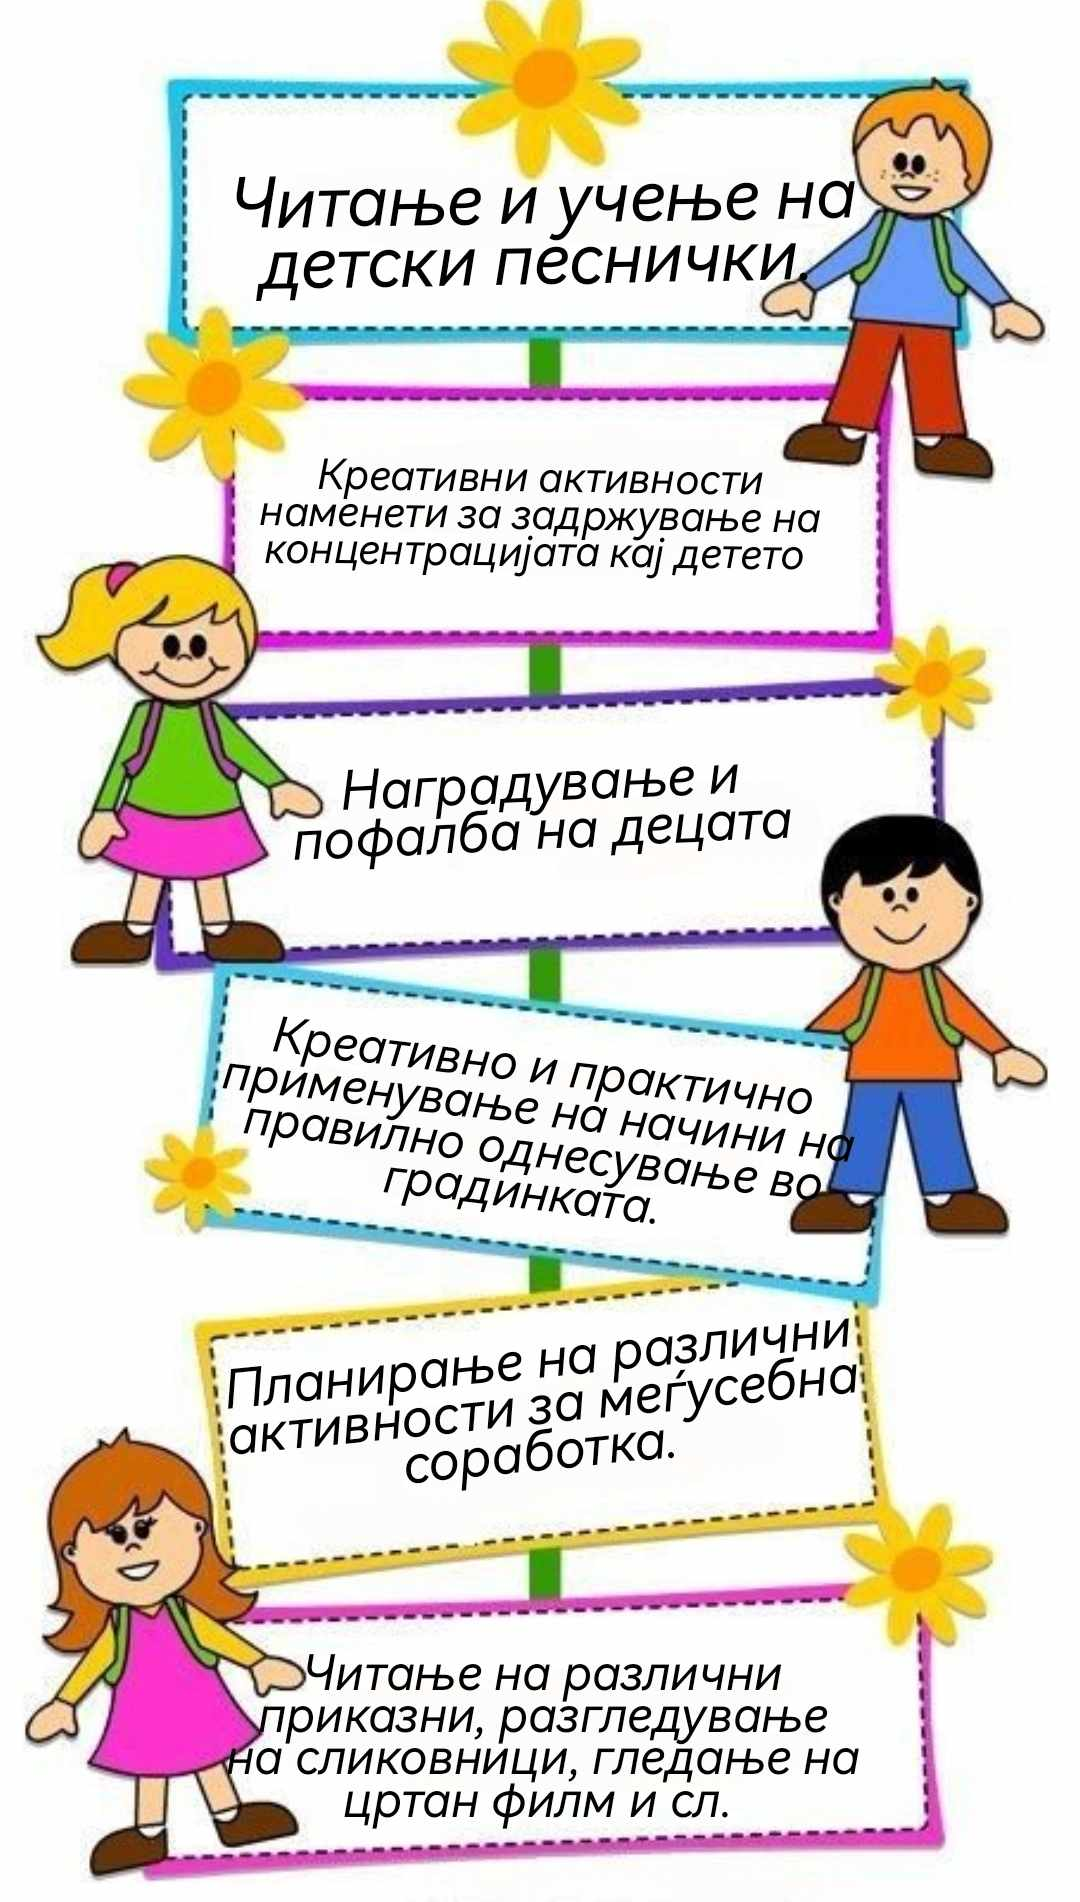 Читање и учење на
детски песнички.
Креативни активности
наменети за задржување на
концентрацијата кај детето
Наградување и
пофалба на децата
Креативно и практично
применување на начини на
правилно однесување во
градинката.
Планирање на различни
активности за меѓусебна
соработка.
Читање на различни
приказни, разгледување
на сликовници, гледање на
цртан филм и сл.